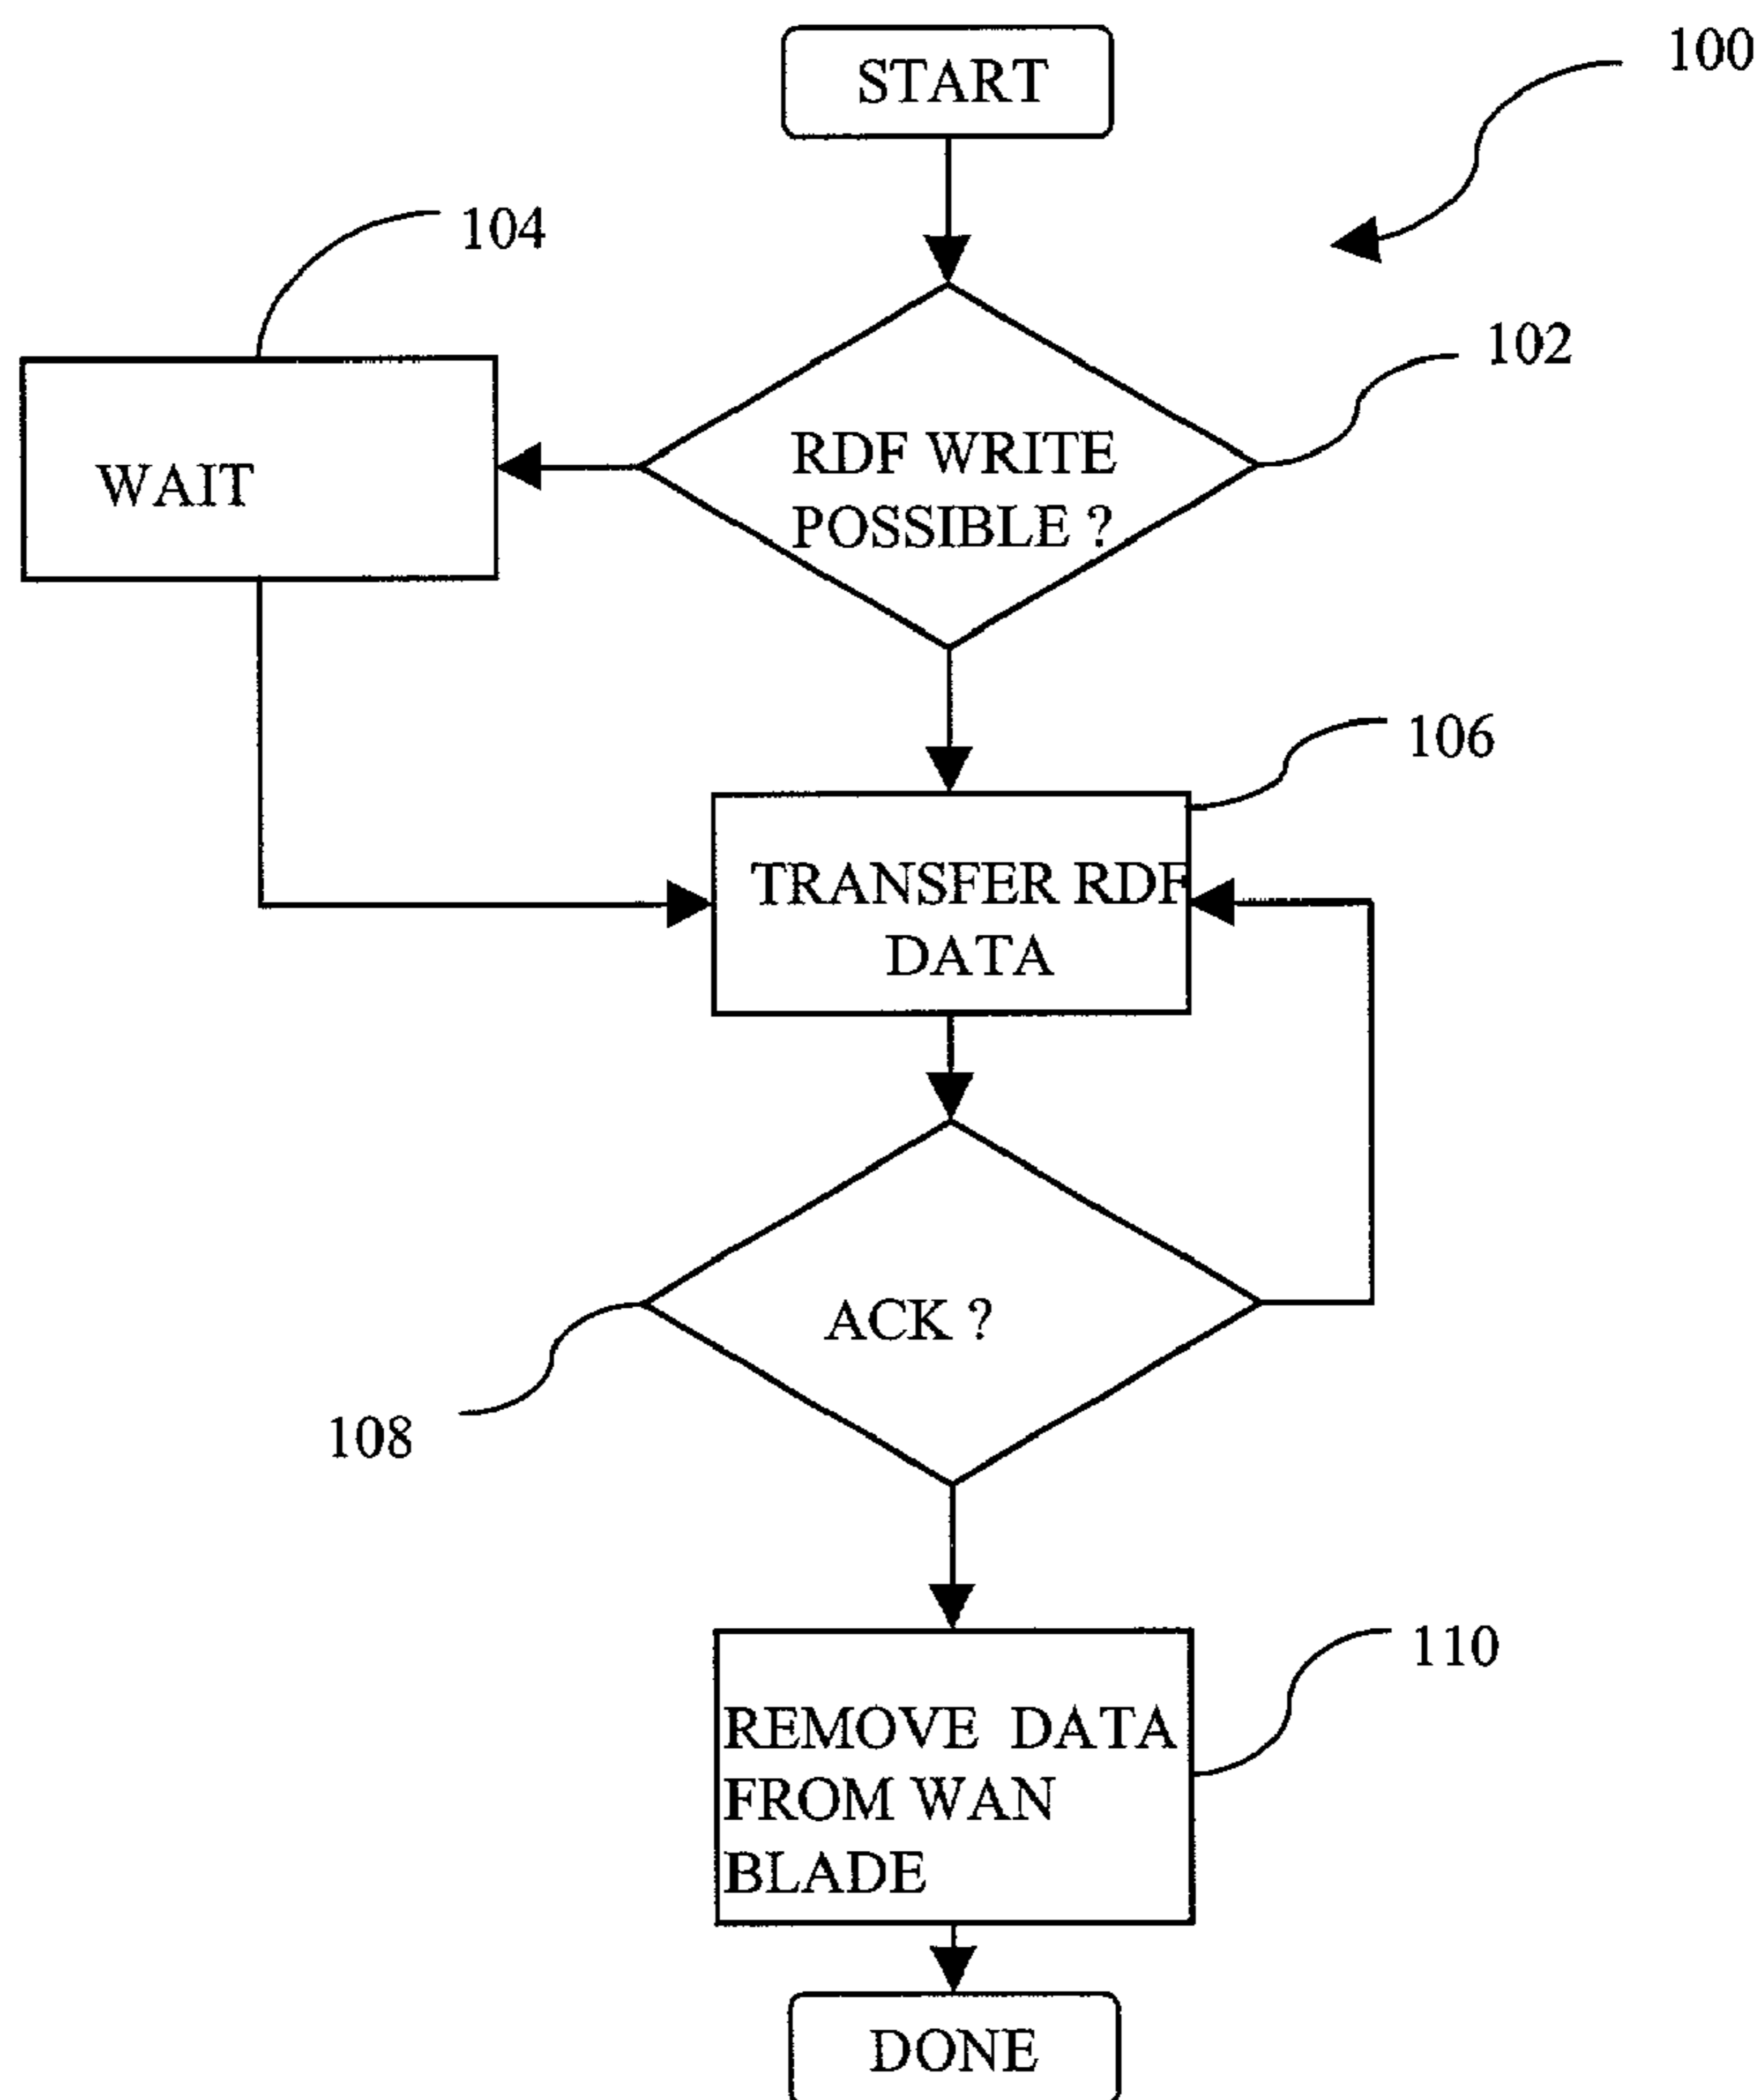 START
100
104
102
RDF WRITE
POSSIBLE ?
WAIT
106
TRANSFER RDF
DATA
ACK ?
108
110
REMOVE DATA
FROM WAN
BLADE
DONE